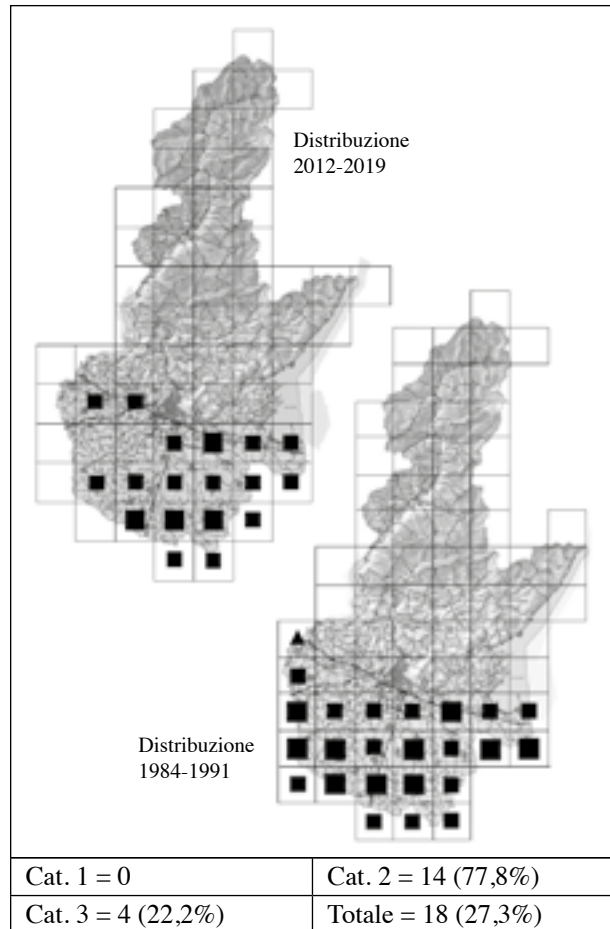 Distribuzione
2012-2019
Distribuzione
1984-1991
Cat. 1 = 0
Cat. 2 = 14 (77,8%)
Cat. 3 = 4 (22,2%)
Totale = 18 (27,3%)